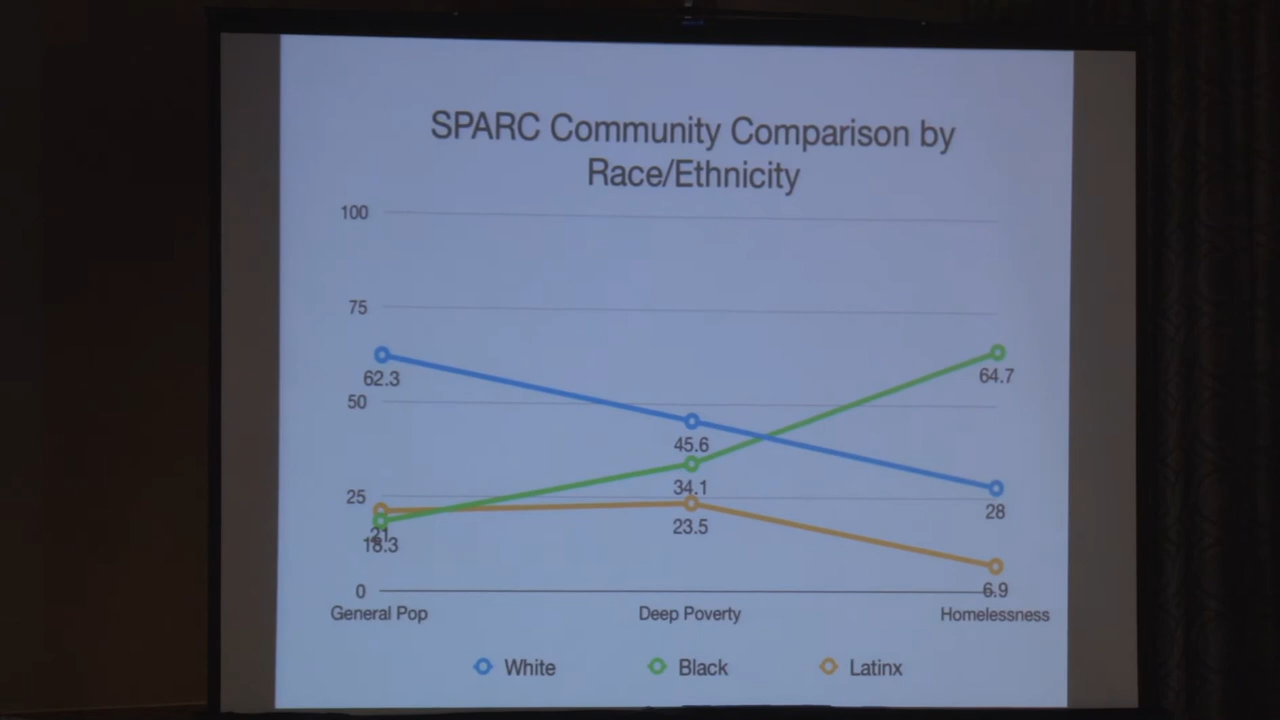 SPARC Community Comparison by
Race/Ethnicity
100
75
50
25
0
62.3
45.6
28
21
18.3
34.1
64.7
23.5
6.9
General Pop
Deep Poverty
Homelessness
White
Black
Latinx